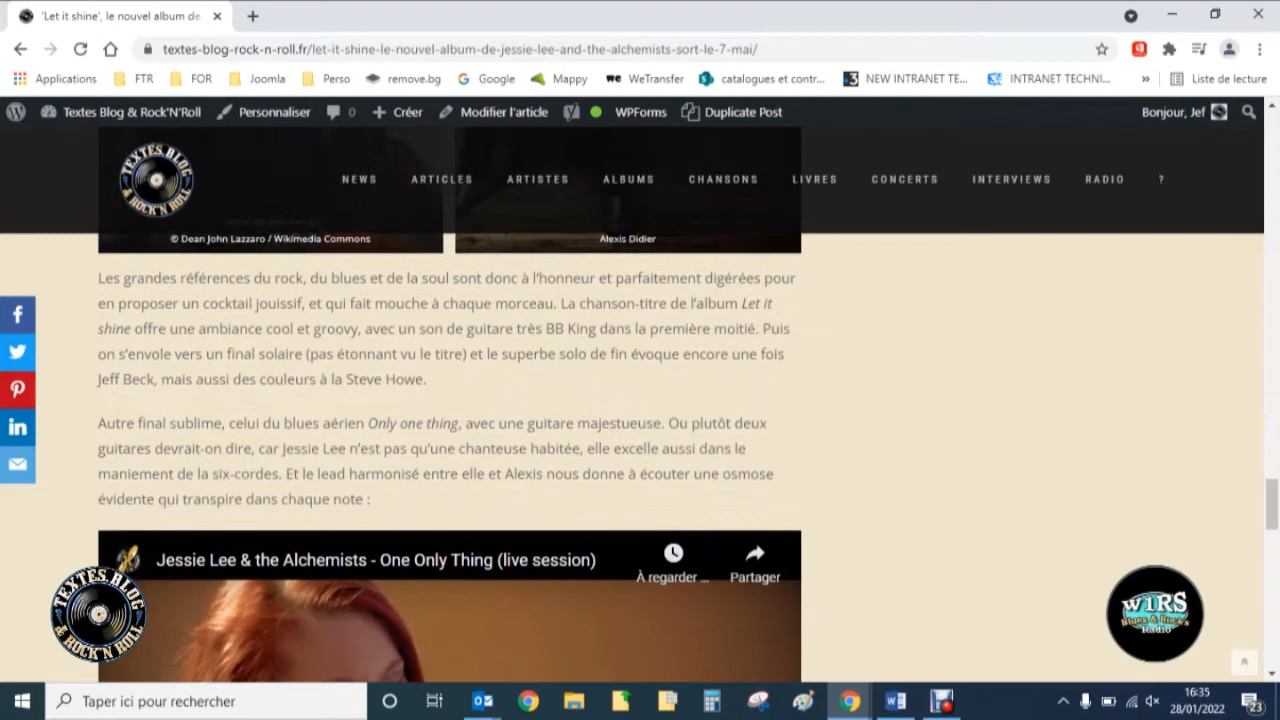 'Let it shine', le nouvel album de
textes-blog-rock-n-roll.fr/let-it-shine-le-nouvel-album-de-jessie-lee-and-the-alchemists-sort-le-7-mai/
Applications FTR FOR Joomla Perso remove.bg Google Mappy WeTransfer catalogues et contr... NEW INTRANET TE... INTRANET TECHNI... » Liste de lecture
Textes Blog & Rock'N'Roll Personnaliser 0 Créer Modifier l'article WPForms Duplicate Post Bonjour, Jef
TEXTES BLOG & ROCK'N ROLL
NEWS ARTICLES ARTISTES ALBUMS CHANSONS LIVRES CONCERTS INTERVIEWS RADIO ?
© Dean John Lazzaro / Wikimedia Commons Alexis Didier
Les grandes références du rock, du blues et de la soul sont donc à l'honneur et parfaitement digérées pour
en proposer un cocktail jouissif, et qui fait mouche à chaque morceau. La chanson-titre de l'album Let it
shine offre une ambiance cool et groovy, avec un son de guitare très BB King dans la première moitié. Puis
on s'envole vers un final solaire (pas étonnant vu le titre) et le superbe solo de fin évoque encore une fois
Jeff Beck, mais aussi des couleurs à la Steve Howe.
Autre final sublime, celui du blues aérien Only one thing, avec une guitare majestueuse. Ou plutôt deux
guitares devrait-on dire, car Jessie Lee n'est pas qu'une chanteuse habitée, elle excelle aussi dans le
maniement de la six-cordes. Et le lead harmonisé entre elle et Alexis nous donne à écouter une osmose
évidente qui transpire dans chaque note :
Jessie Lee & the Alchemists - One Only Thing (live session)
À regarder ... Partager
TEXTES BLOG & ROCK'N ROLL
W1RS
Blues & Rocks
Radio
Taper ici pour rechercher
16:35
28/01/2022
23